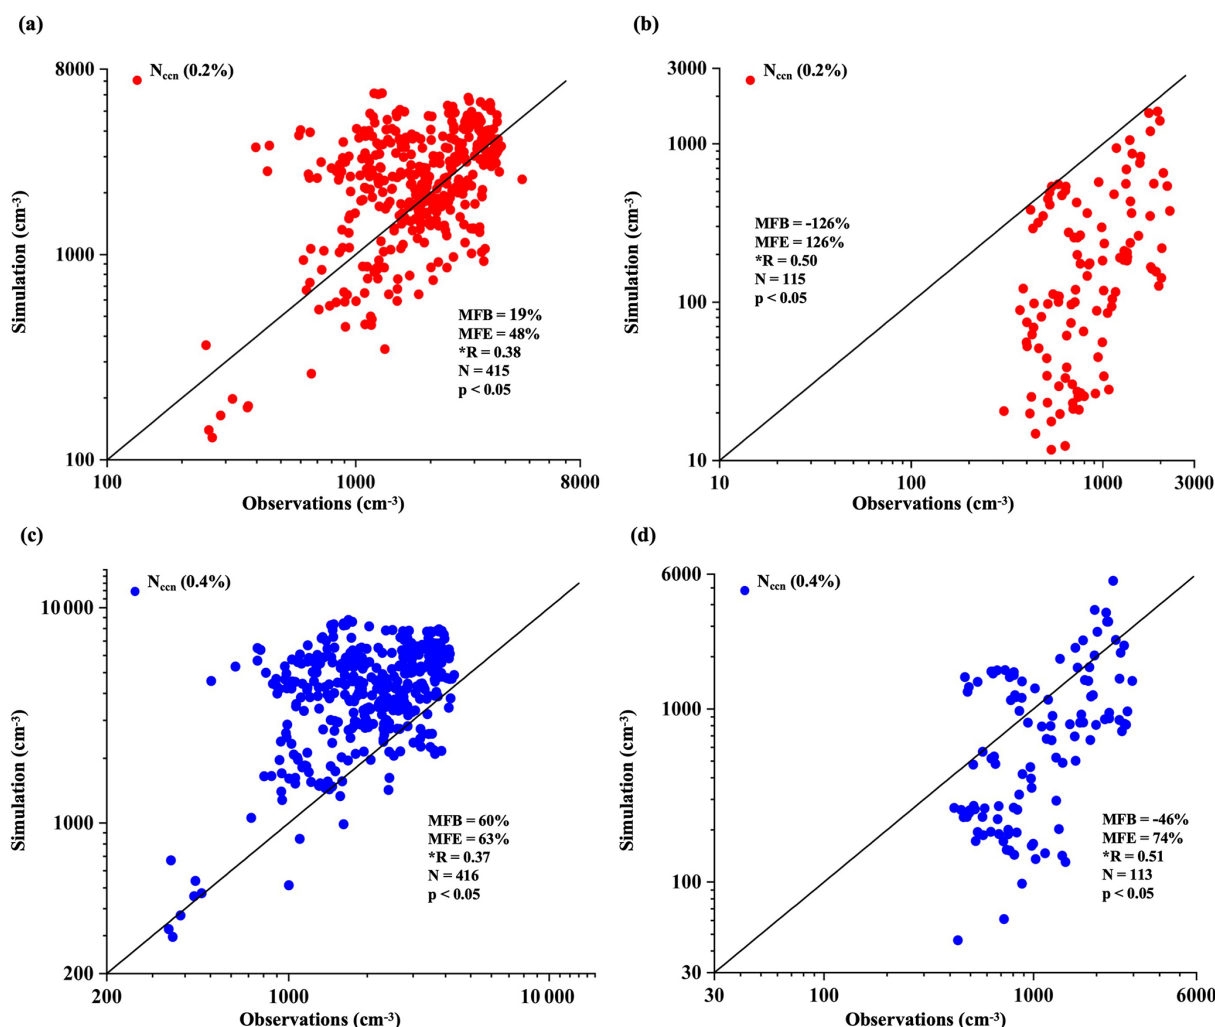 (a)
8000
1000
100
100
1000
8000
Simulation (cm-3)
Observations (cm-3)
Nccn (0.2%)
MFB = 19%
MFE = 48%
*R = 0.38
N = 415
p < 0.05
(b)
3000
1000
100
10
10
100
1000
3000
Simulation (cm-3)
Observations (cm-3)
Nccn (0.2%)
MFB = -126%
MFE = 126%
*R = 0.50
N = 115
p < 0.05
(c)
10 000
1000
200
200
1000
10 000
Simulation (cm-3)
Observations (cm-3)
Nccn (0.4%)
MFB = 60%
MFE = 63%
*R = 0.37
N = 416
p < 0.05
(d)
6000
1000
100
30
30
100
1000
6000
Simulation (cm-3)
Observations (cm-3)
Nccn (0.4%)
MFB = -46%
MFE = 74%
*R = 0.51
N = 113
p < 0.05